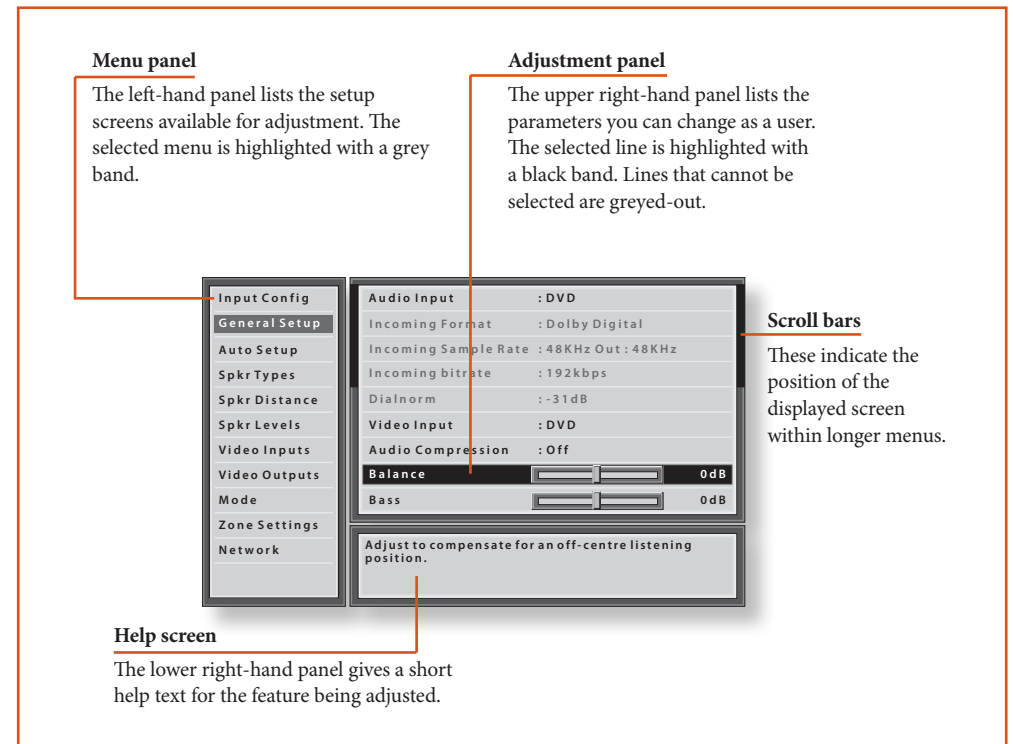 Menu panel
The left-hand panel lists the setup
screens available for adjustment. The
selected menu is highlighted with a grey
band.
Adjustment panel
The upper right-hand panel lists the
parameters you can change as a user.
The selected line is highlighted with
a black band. Lines that cannot be
selected are greyed-out.
Input Config
General Setup
Auto Setup
Spkr Types
Spkr Distance
Spkr Levels
Video Inputs
Video Outputs
Mode
Zone Settings
Network
Audio Input : DVD
Incoming Format : Dolby Digital
Incoming Sample Rate : 48KHz Out : 48KHz
Incoming bitrate : 192kbps
Dialnorm : -31dB
Video Input : DVD
Audio Compression : Off
Balance 0dB
Bass 0dB
Adjust to compensate for an off-centre listening
position.
Scroll bars
These indicate the
position of the
displayed screen
within longer menus.
Help screen
The lower right-hand panel gives a short
help text for the feature being adjusted.